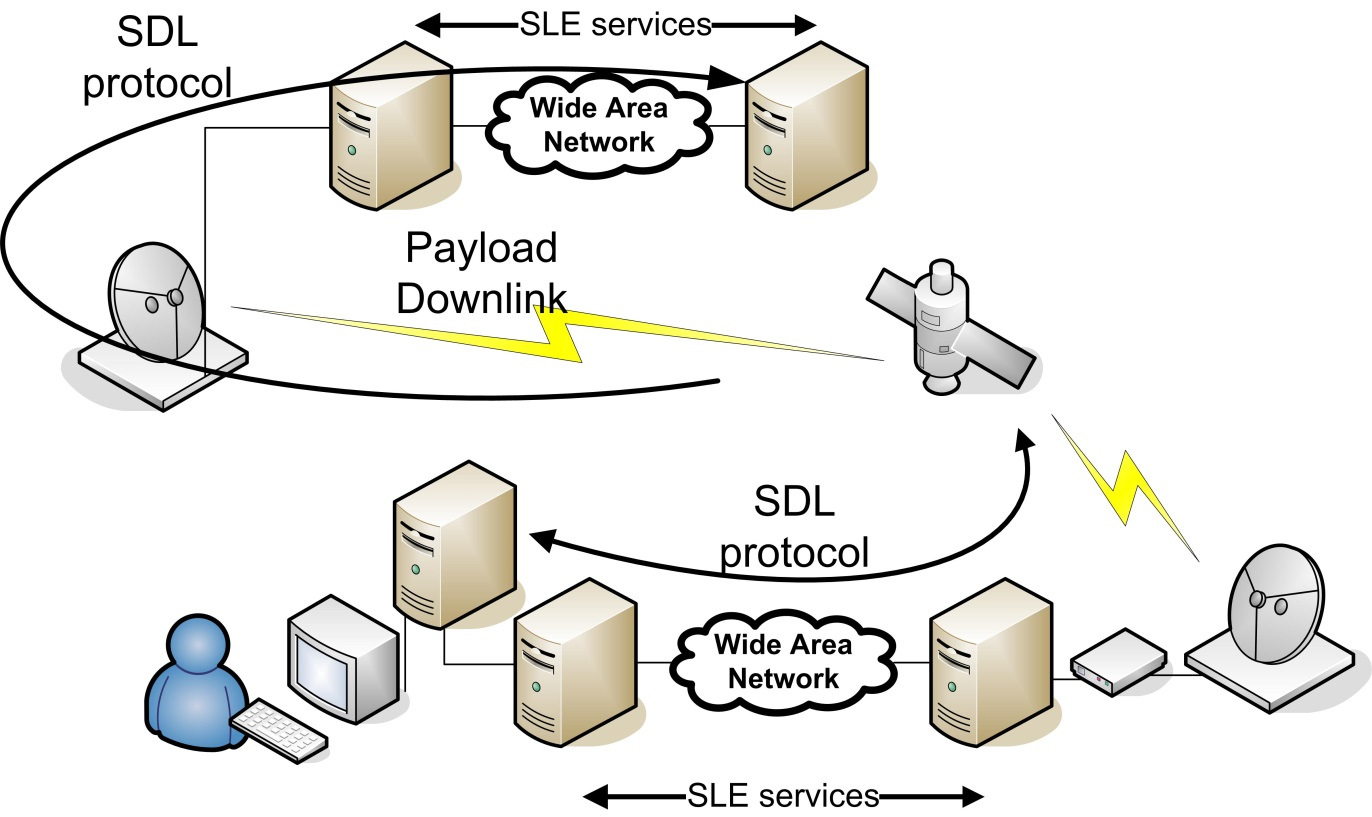 SDL
protocol
SLE services
Wide Area
Network
Payload
Downlink
SDL
protocol
Wide Area
Network
SLE services